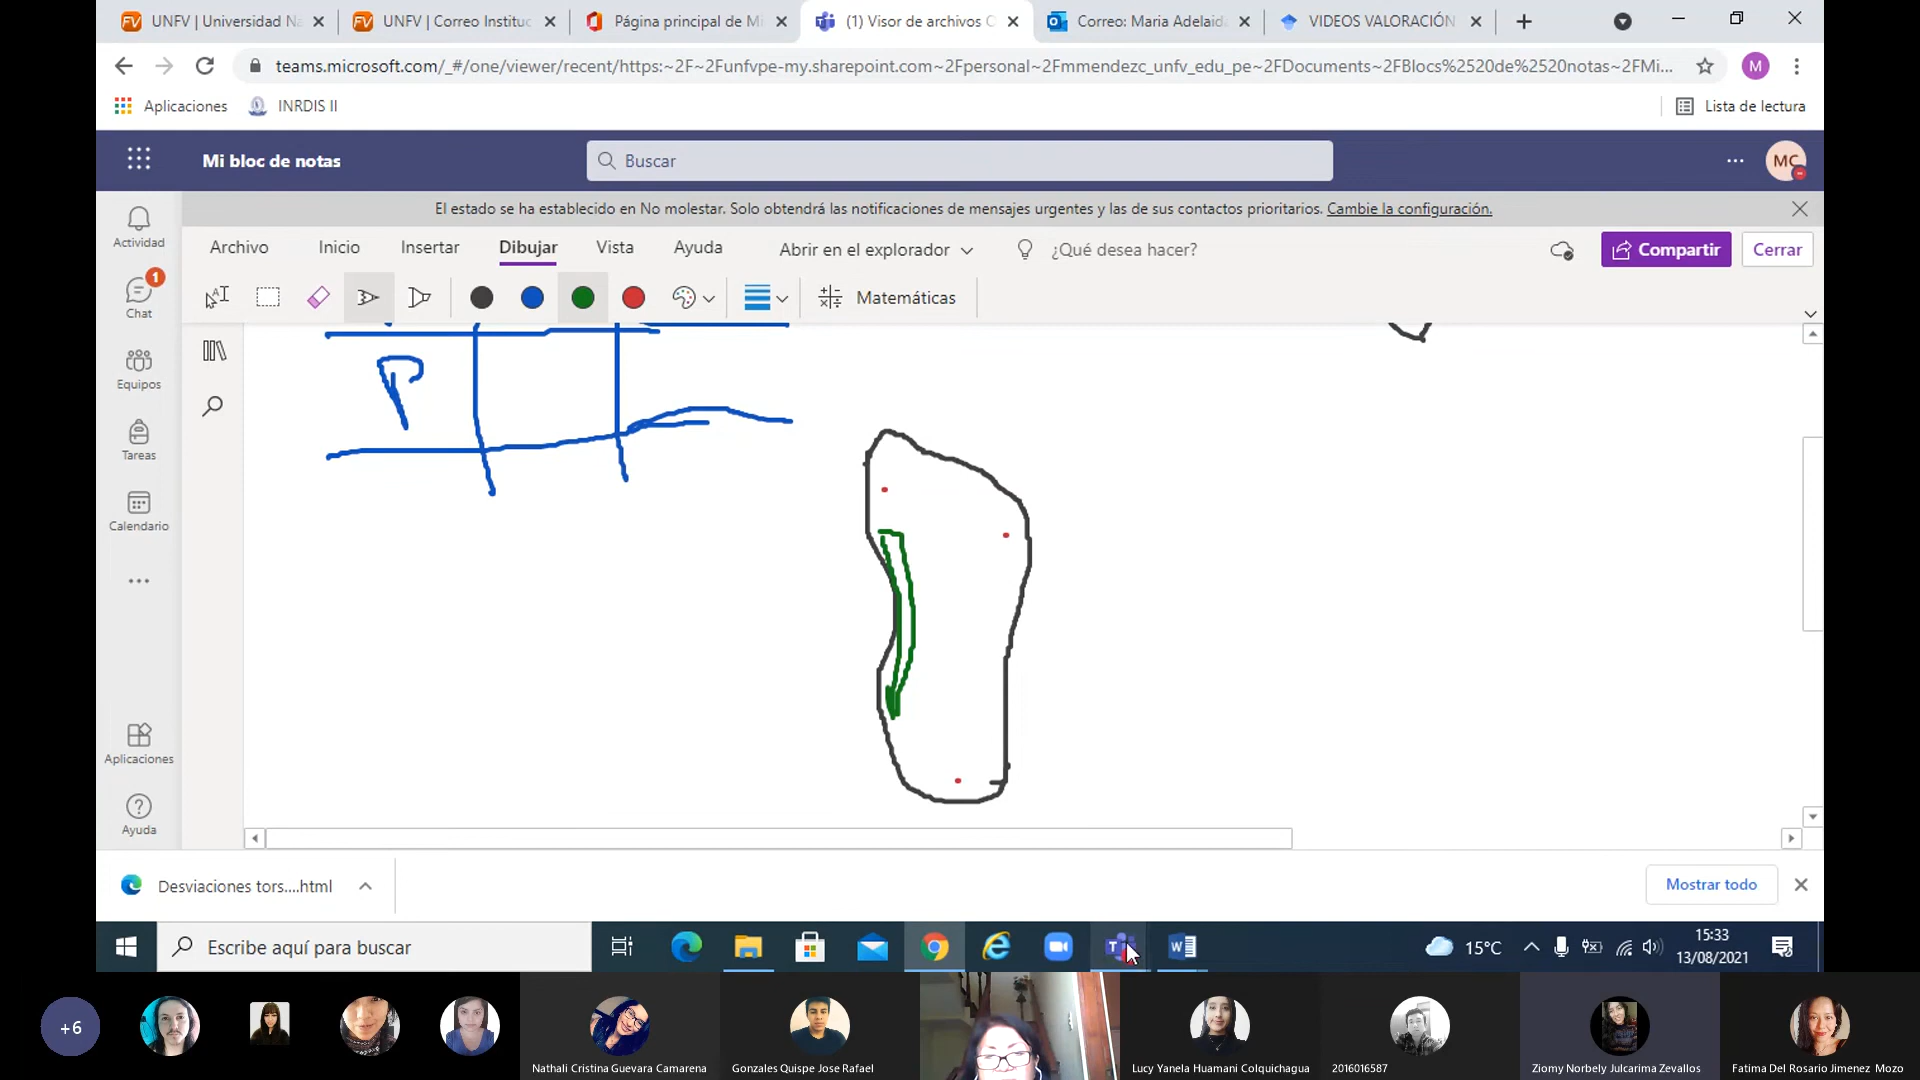 UNFV | Universidad Na
UNFV | Correo Instituc
Página principal de Mi
(1) Visor de archivos C
Correo: Maria Adelaida
VIDEOS VALORACIÓN
teams.microsoft.com/_#/one/viewer/recent/https:~2F~2Funfvpe-my.sharepoint.com~2Fpersonal~2Fmmendezc_unfv_edu_pe~2FDocuments~2FBlocs%2520de%2520notas~2FMi...
M
Aplicaciones
INRDIS II
Lista de lectura
Mi bloc de notas
Buscar
MC
El estado se ha establecido en No molestar. Solo obtendrá las notificaciones de mensajes urgentes y las de sus contactos prioritarios. Cambie la configuración.
Actividad
1
Chat
Equipos
Tareas
Calendario
Aplicaciones
Ayuda
Archivo
Inicio
Insertar
Dibujar
Vista
Ayuda
Abrir en el explorador
¿Qué desea hacer?
Compartir
Cerrar
Matemáticas
P
Desviaciones tors....html
Mostrar todo
Escribe aquí para buscar
15°C
15:33
13/08/2021
+6
Nathali Cristina Guevara Camarena
Gonzales Quispe Jose Rafael
Lucy Yanela Huamani Colquichagua
2016016587
Ziomy Norbely Julcarima Zevallos
Fatima Del Rosario Jimenez Mozo